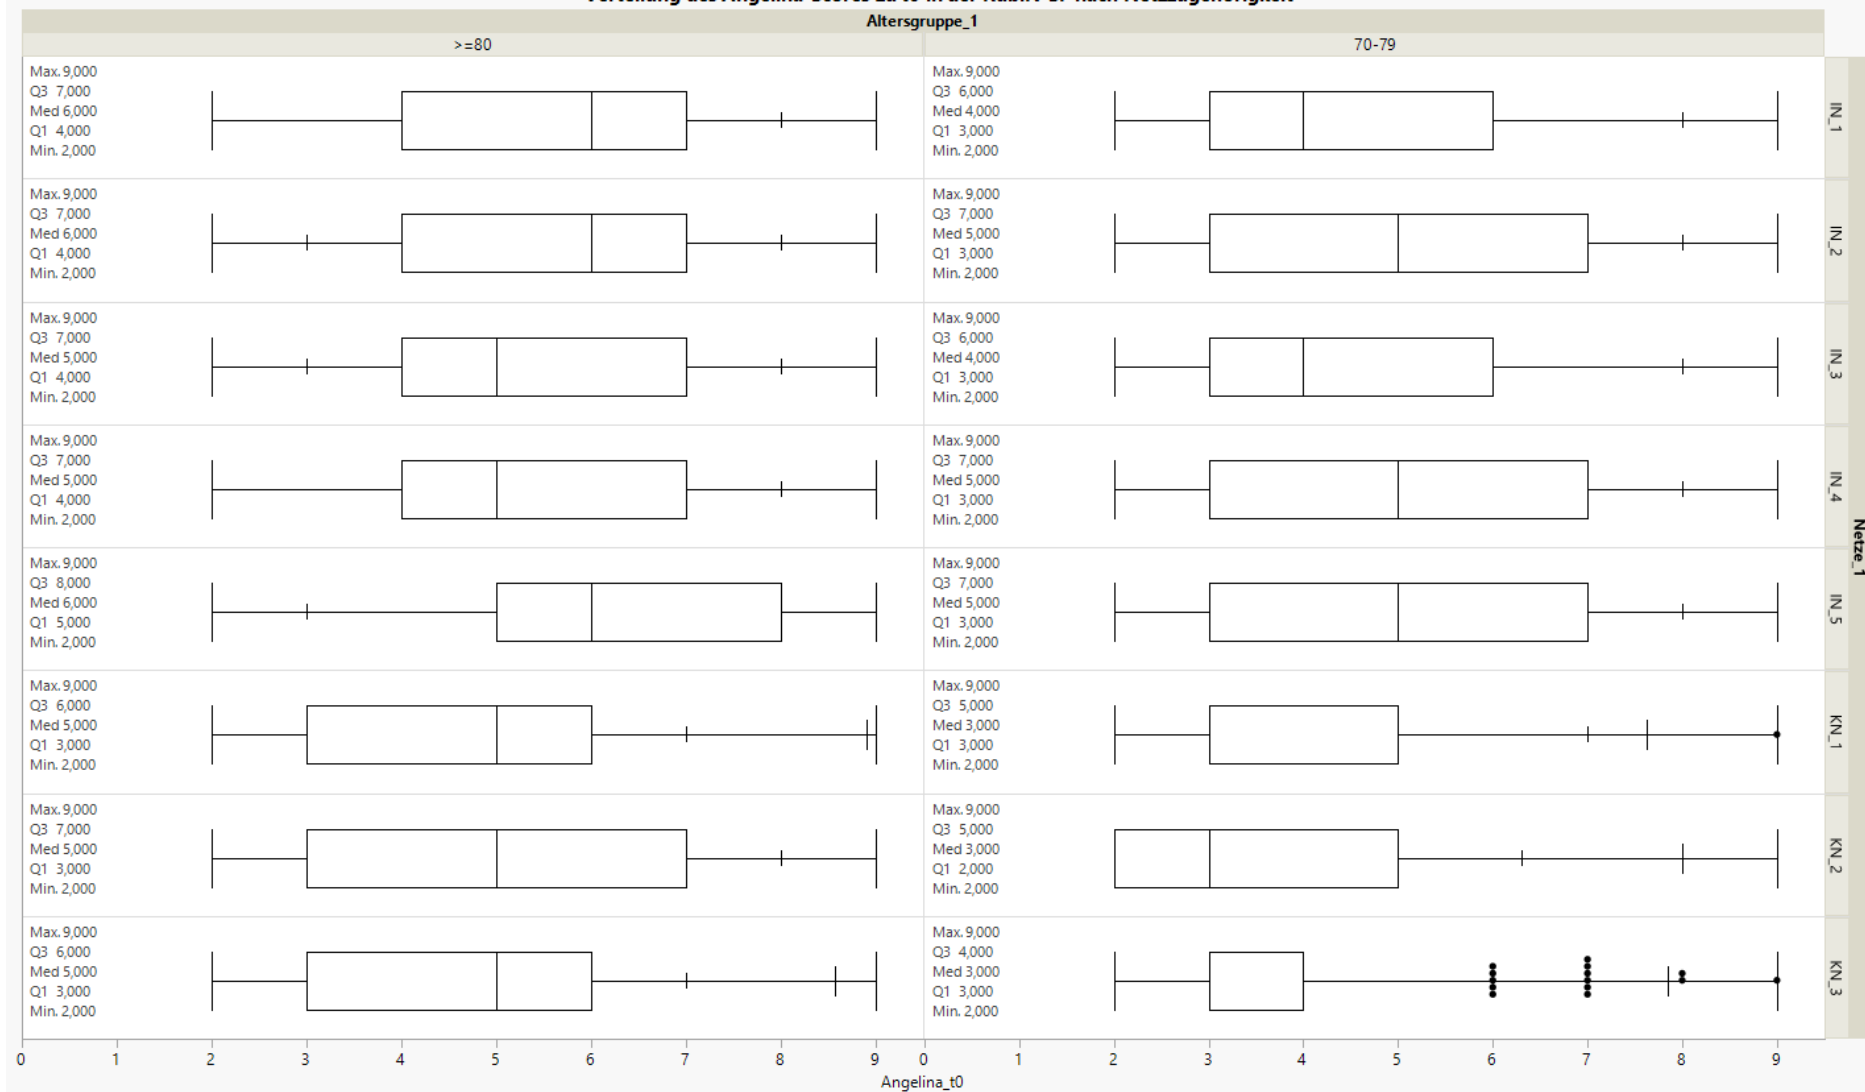 Altersgruppe_1
>=80
70-79
Max. 9,000
Q3 7,000
Med 6,000
Q1 4,000
Min. 2,000
Max. 9,000
Q3 6,000
Med 4,000
Q1 3,000
Min. 2,000
IN_1
Max. 9,000
Q3 7,000
Med 6,000
Q1 4,000
Min. 2,000
Max. 9,000
Q3 7,000
Med 5,000
Q1 3,000
Min. 2,000
IN_2
Max. 9,000
Q3 7,000
Med 5,000
Q1 4,000
Min. 2,000
Max. 9,000
Q3 6,000
Med 4,000
Q1 3,000
Min. 2,000
IN_3
Max. 9,000
Q3 7,000
Med 5,000
Q1 4,000
Min. 2,000
Max. 9,000
Q3 7,000
Med 5,000
Q1 3,000
Min. 2,000
IN_4
Max. 9,000
Q3 8,000
Med 6,000
Q1 5,000
Min. 2,000
Max. 9,000
Q3 7,000
Med 5,000
Q1 3,000
Min. 2,000
IN_5
Max. 9,000
Q3 6,000
Med 5,000
Q1 3,000
Min. 2,000
Max. 9,000
Q3 5,000
Med 3,000
Q1 3,000
Min. 2,000
KN_1
Max. 9,000
Q3 7,000
Med 5,000
Q1 3,000
Min. 2,000
Max. 9,000
Q3 5,000
Med 3,000
Q1 2,000
Min. 2,000
KN_2
Max. 9,000
Q3 6,000
Med 5,000
Q1 3,000
Min. 2,000
Max. 9,000
Q3 4,000
Med 3,000
Q1 3,000
Min. 2,000
KN_3
Netze_1
0 1 2 3 4 5 6 7 8 9 0 1 2 3 4 5 6 7 8 9
Angelina_t0